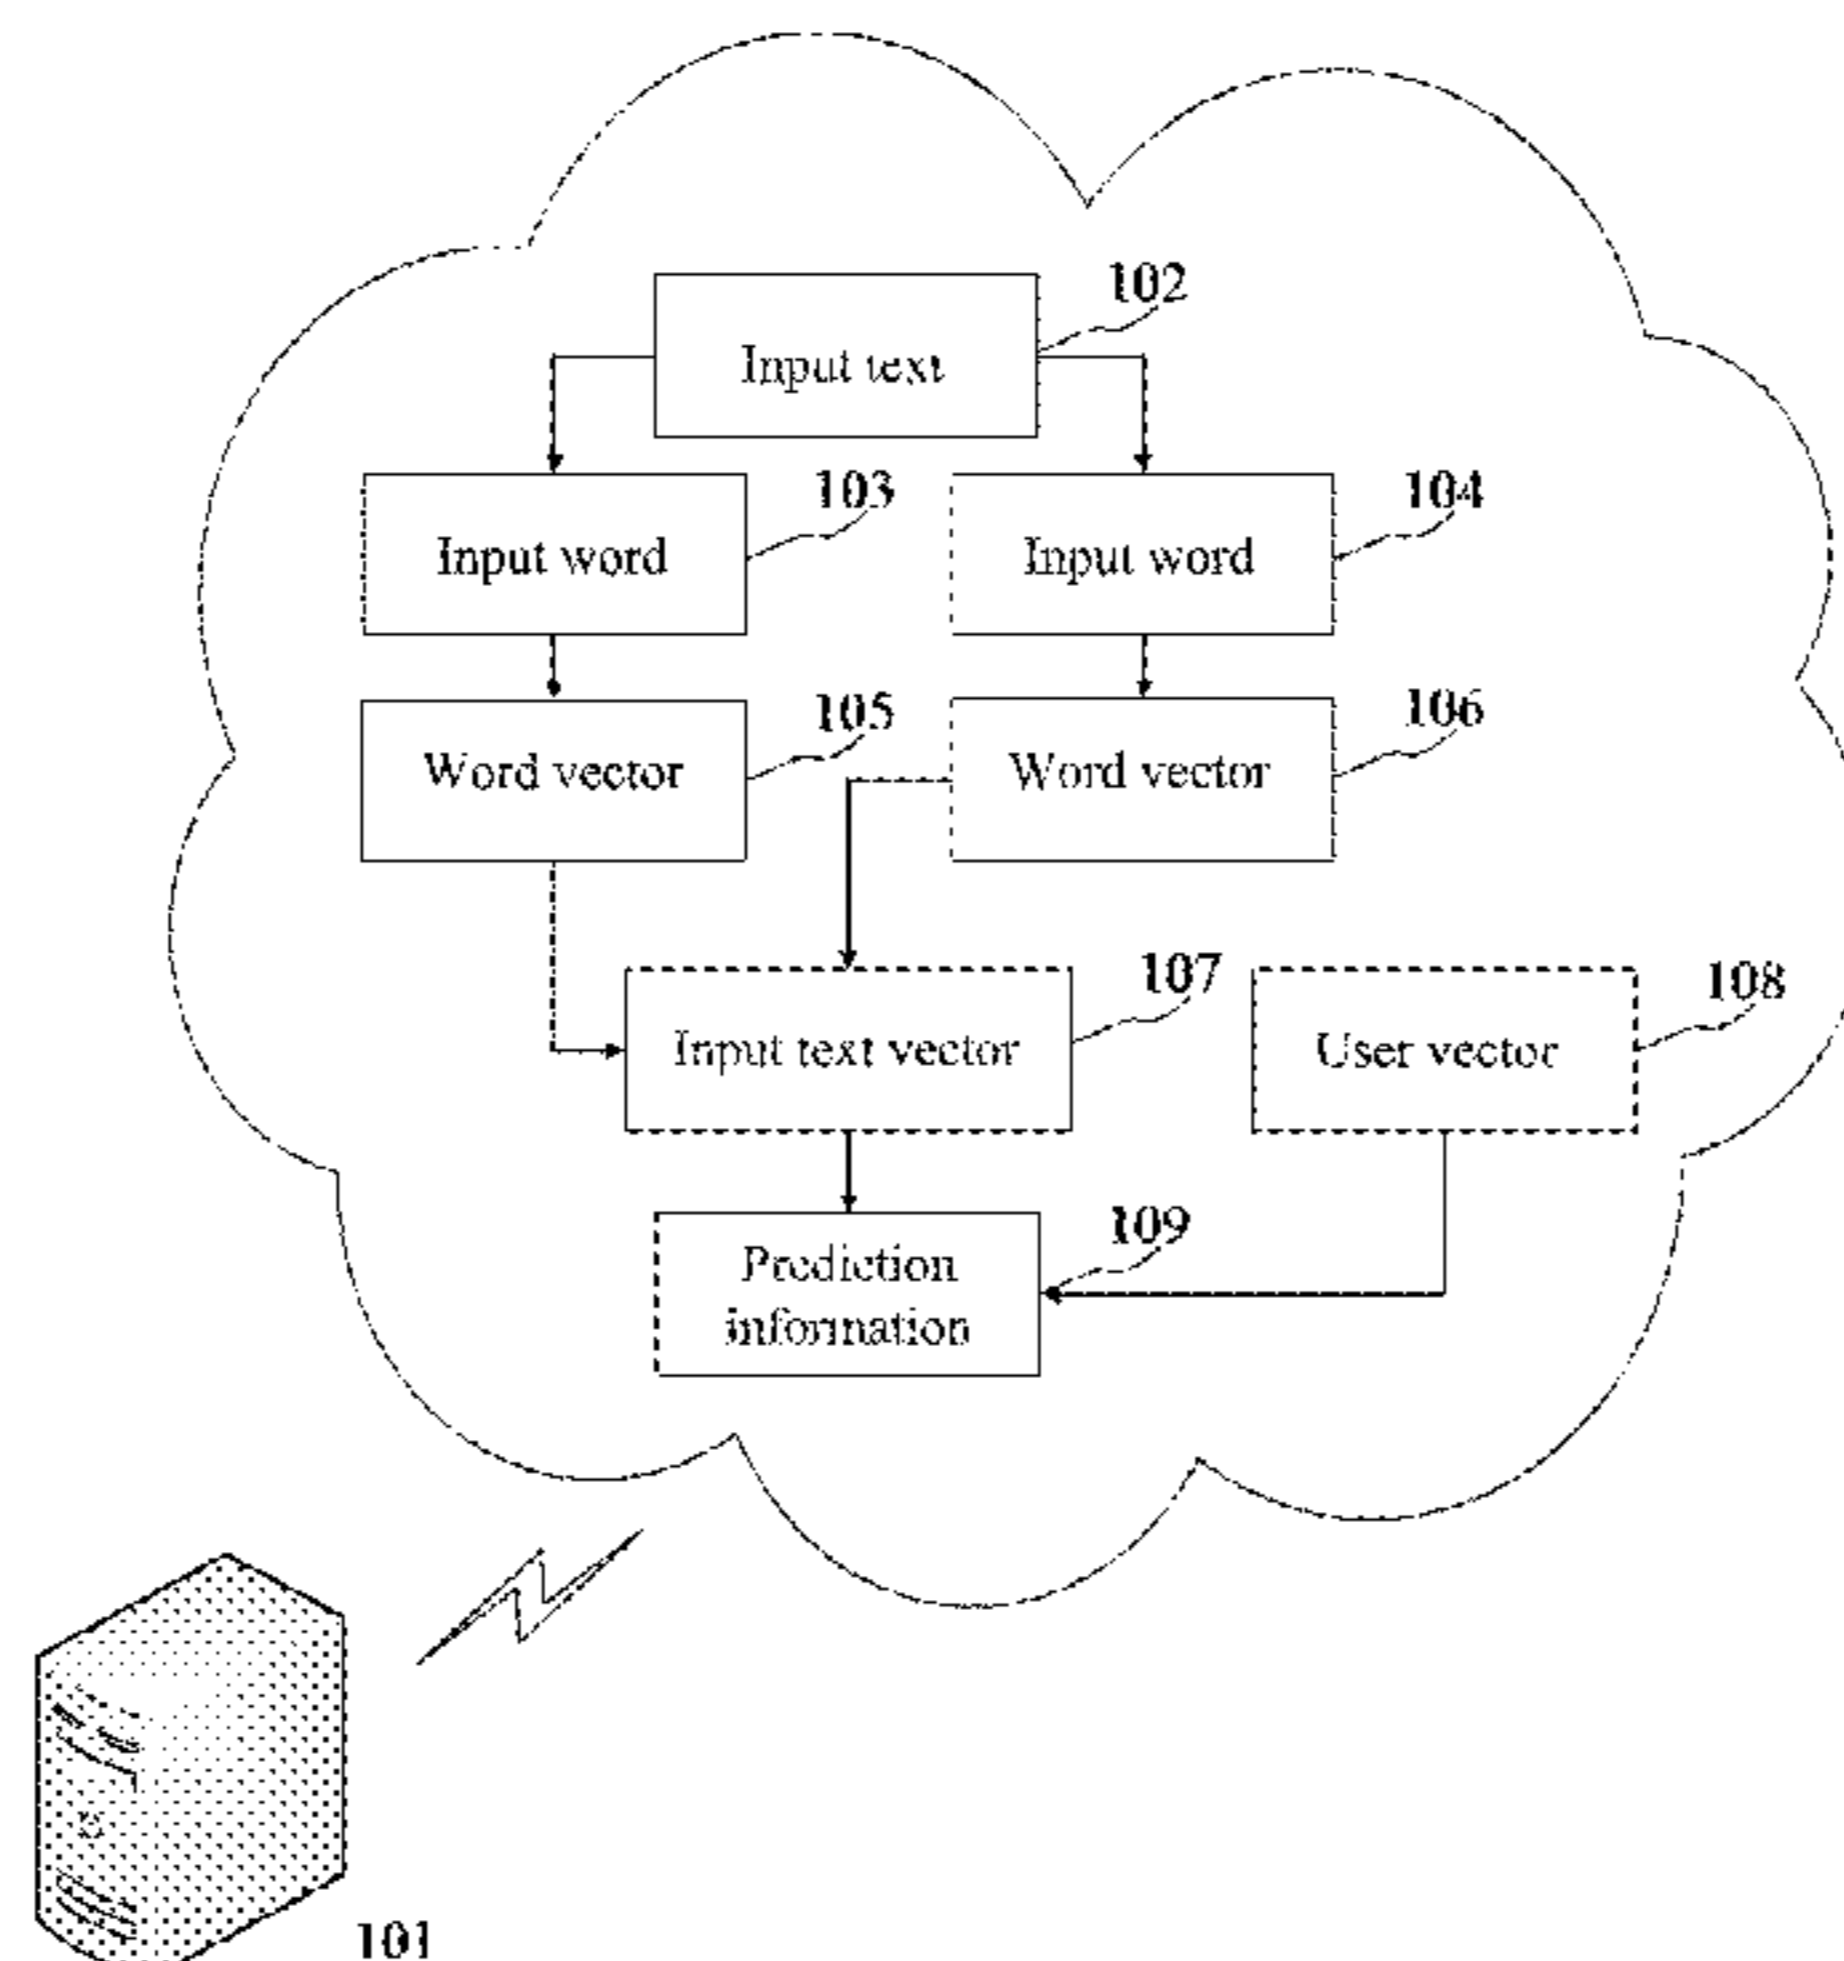 102
Input text
103
104
Input word
Input word
105
106
Word vector
Word vector
107
108
Input text vector
User vector
109
Prediction
information
101